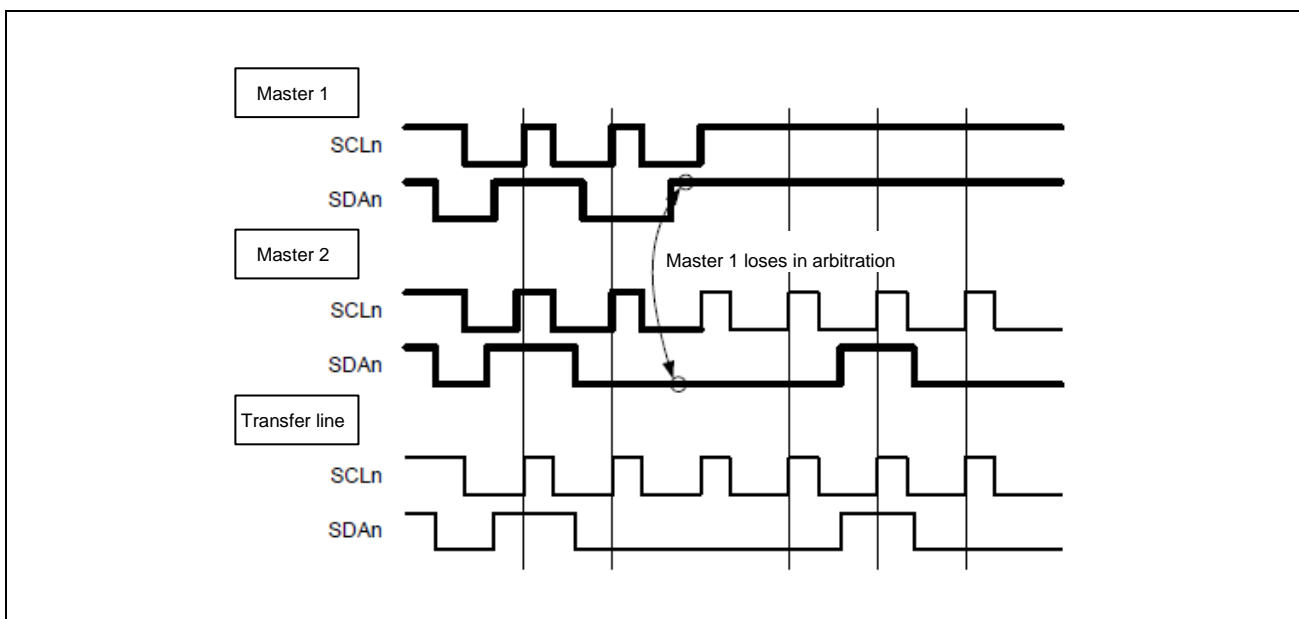 Master 1
SCLn
SDAn
Master 2
Master 1 loses in arbitration
SCLn
SDAn
Transfer line
SCLn
SDAn